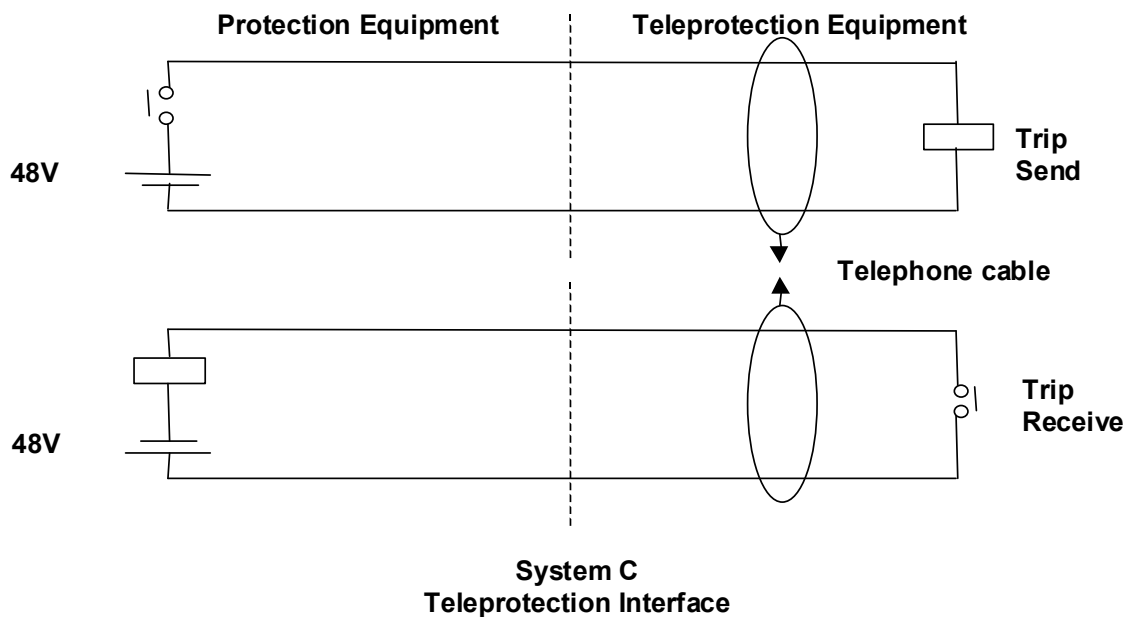 Protection Equipment
Teleprotection Equipment
48V
Trip
Send
Telephone cable
48V
Trip
Receive
System C
Teleprotection Interface